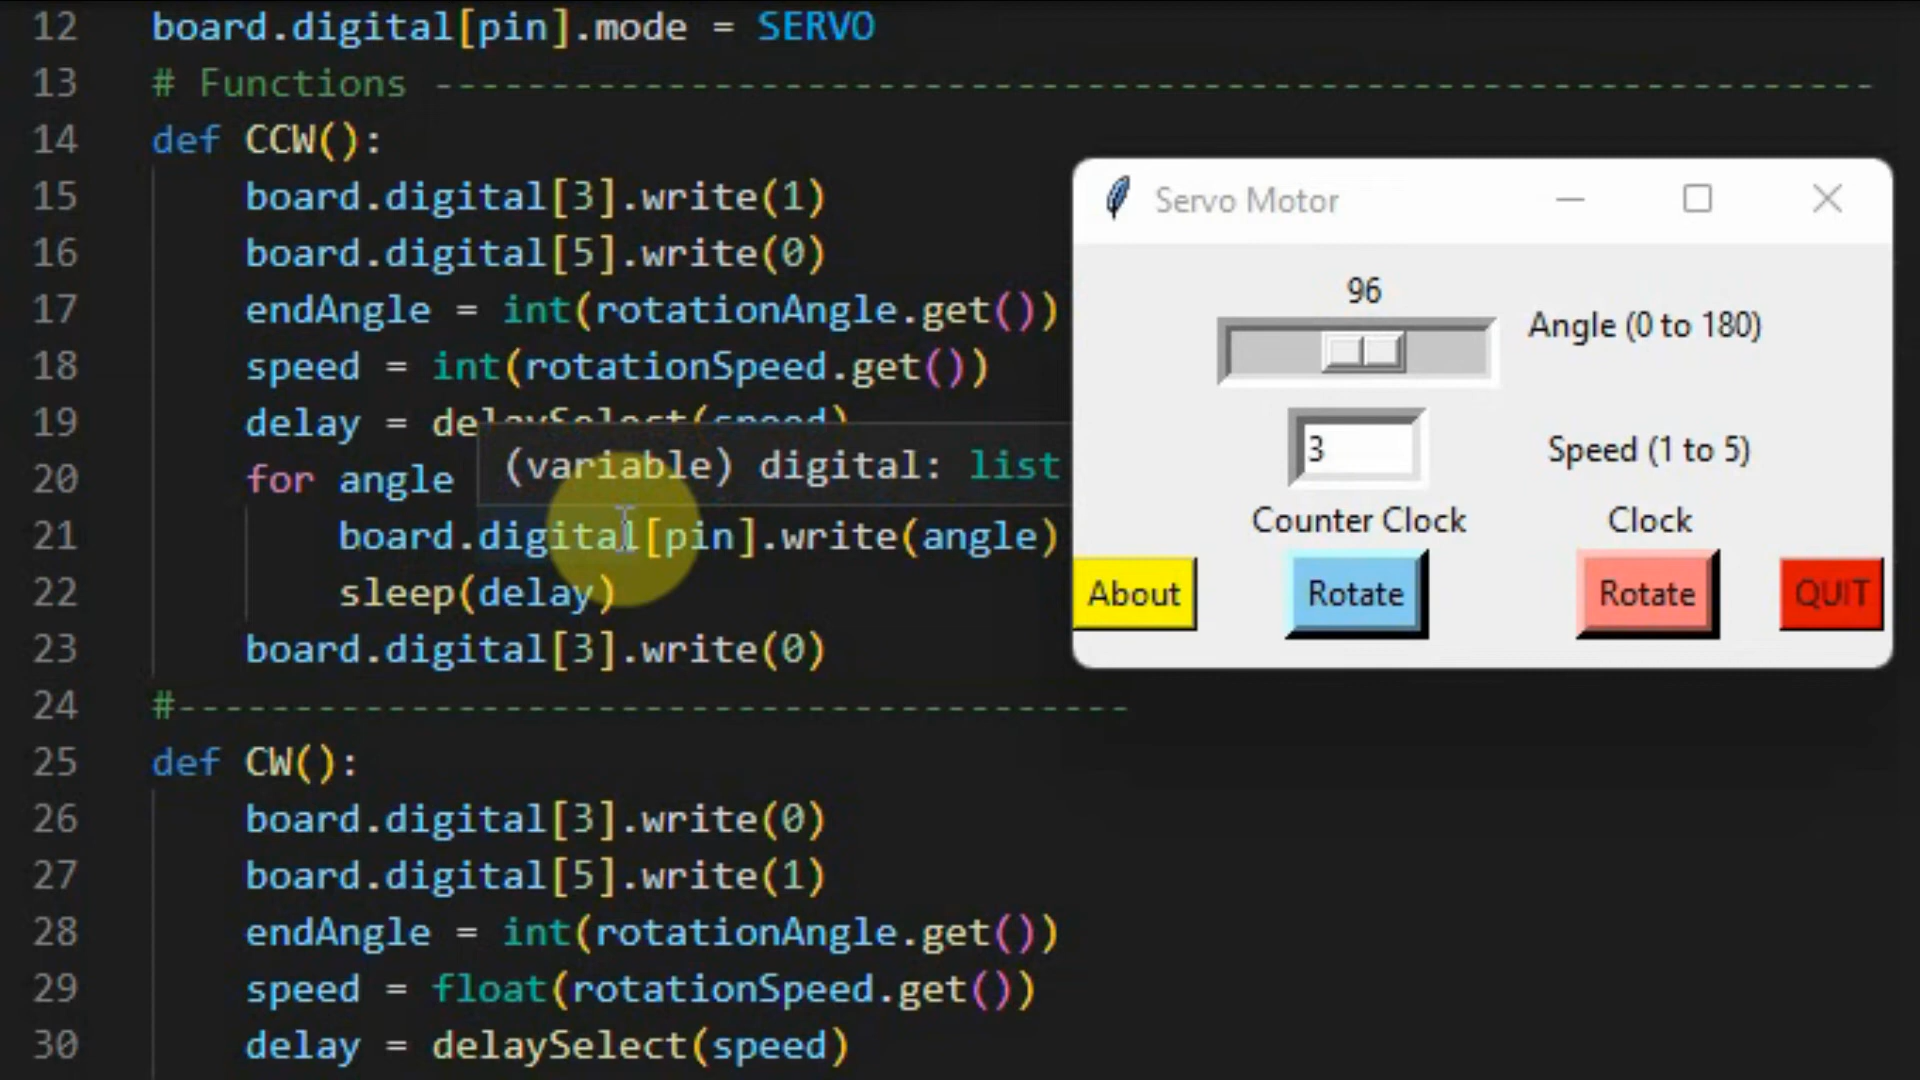 12 board.digital[pin].mode = SERVO
13 # Functions -------------------------------------------------------------
14 def CCW():
15 board.digital[3].write(1)
16 board.digital[5].write(0)
17 endAngle = int(rotationAngle.get())
18 speed = int(rotationSpeed.get())
19 delay = delaySelect(speed)
(variable) digital: list
20 for angle
21 board.digital[pin].write(angle)
22 sleep(delay)
23 board.digital[3].write(0)
24 #-----------------------------------------
25 def CW():
26 board.digital[3].write(0)
27 board.digital[5].write(1)
28 endAngle = int(rotationAngle.get())
29 speed = float(rotationSpeed.get())
30 delay = delaySelect(speed)
Servo Motor
96
Angle (0 to 180)
3
Speed (1 to 5)
Counter Clock
Clock
About
Rotate
Rotate
QUIT